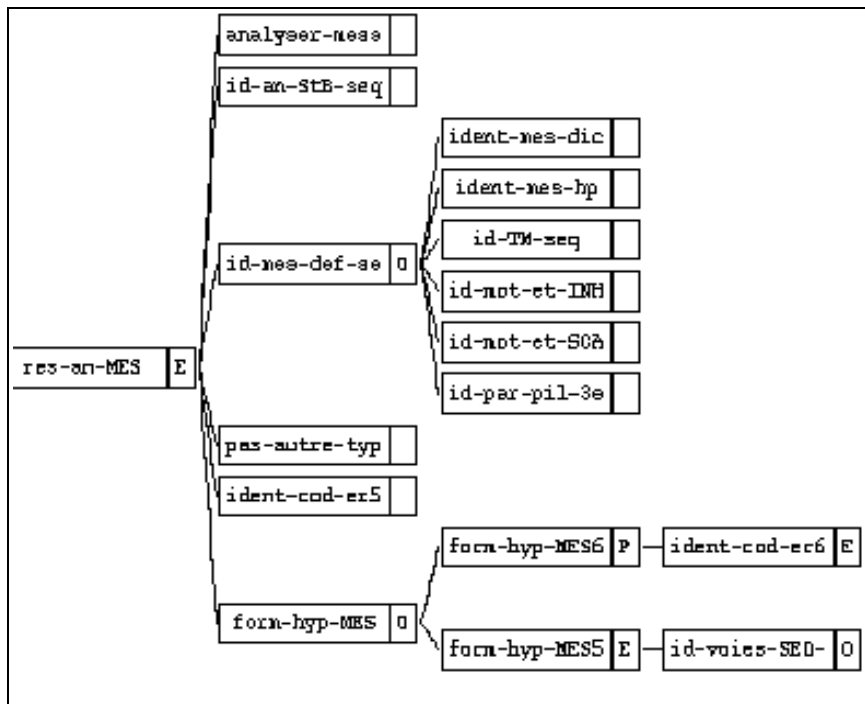 analyser-mess
id-an-StB-seq
ident-mes-dic
ident-mes-hp
id-TM-seq
id-mes-def-se O
id-mot-et-INH
id-mot-et-SCA
res-an-MES E
id-par-pil-3e
pas-autre-typ
ident-cod-er5
form-hyp-MES6 P ident-cod-er6 E
form-hyp-MES O
form-hyp-MES5 E id-voies-SEQ- O